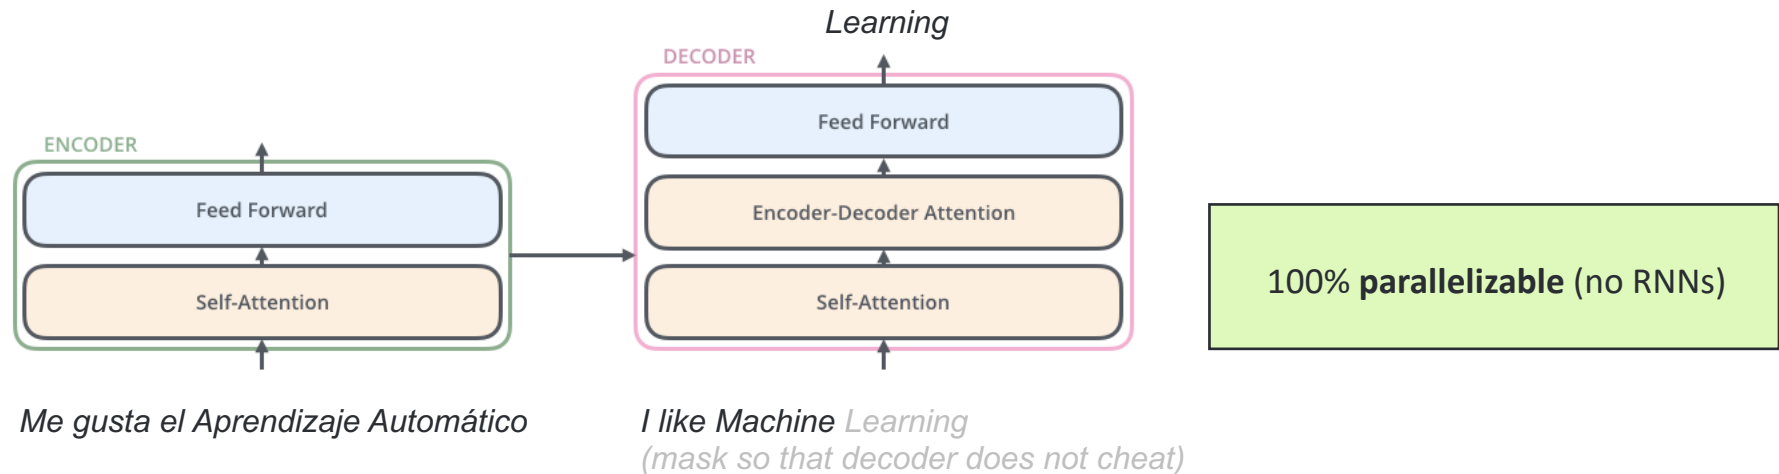 Learning
DECODER
Feed Forward
ENCODER
Feed Forward
Encoder-Decoder Attention
Self-Attention
Self-Attention
100% parallelizable (no RNNs)
Me gusta el Aprendizaje Automático
I like Machine Learning
(mask so that decoder does not cheat)